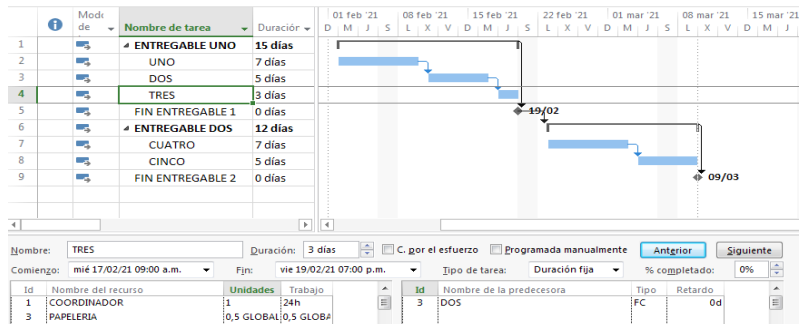 Modo de
Nombre de tarea
Duración
01 feb '21 08 feb '21 15 feb '21 22 feb '21 01 mar '21 08 mar '21 15 mar '21
D M J S L X V D M J S L X V D M J S L X V D M J
1 ENTREGABLE UNO 15 días
2 UNO 7 días
3 DOS 5 días
4 TRES 3 días
5 FIN ENTREGABLE 1 0 días 19/02
6 ENTREGABLE DOS 12 días
7 CUATRO 7 días
8 CINCO 5 días
9 FIN ENTREGABLE 2 0 días 09/03
Nombre: TRES Duración: 3 días C. por el esfuerzo Programada manualmente Anterior Siguiente
Comienzo: mié 17/02/21 09:00 a.m. Fin: vie 19/02/21 07:00 p.m. Tipo de tarea: Duración fija % completado: 0%
Id Nombre del recurso Unidades Trabajo Id Nombre de la predecesora Tipo Retardo
1 COORDINADOR 1 24h 3 DOS FC 0d
3 PAPELERIA 0,5 GLOBAL 0,5 GLOBA